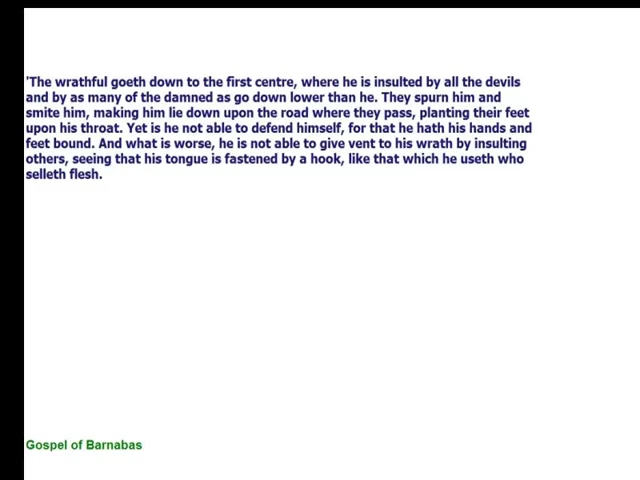 'The wrathful goeth down to the first centre, where he is insulted by all the devils
and by as many of the damned as go down lower than he. They spurn him and
smite him, making him lie down upon the road where they pass, planting their feet
upon his throat. Yet is he not able to defend himself, for that he hath his hands and
feet bound. And what is worse, he is not able to give vent to his wrath by insulting
others, seeing that his tongue is fastened by a hook, like that which he useth who
selleth flesh.
Gospel of Barnabas